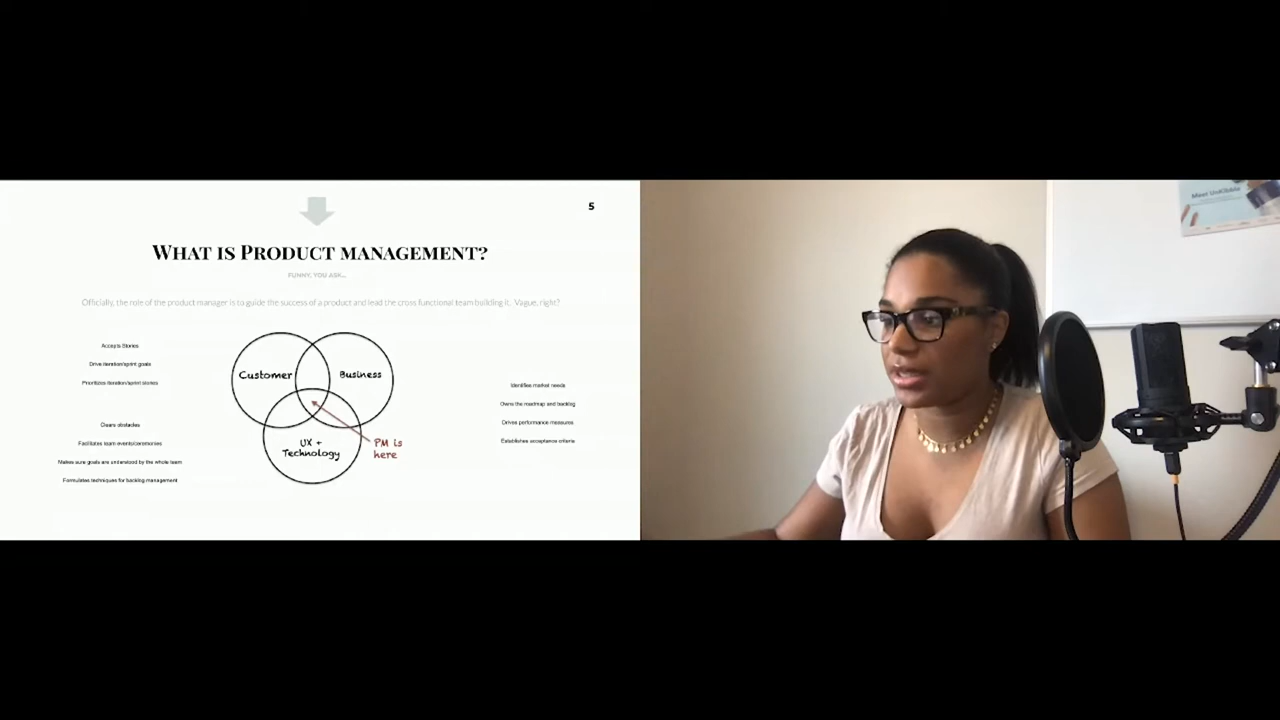 5
WHAT IS PRODUCT MANAGEMENT?
FUNNY, YOU ASK...
Officially, the role of the product manager is to guide the success of a product and lead the cross functional team building it. Vague, right?
Accepts Stories
Drive iteration/sprint goals
Prioritizes iteration/sprint stories
Clears obstacles
Facilitates team events/ceremonies
Makes sure goals are understood by the whole team
Formulates techniques for backlog management
Customer
Business
UX +
Technology
PM is
here
Identifies market needs
Owns the roadmap and backlog
Drives performance measures
Establishes acceptance criteria
Meet